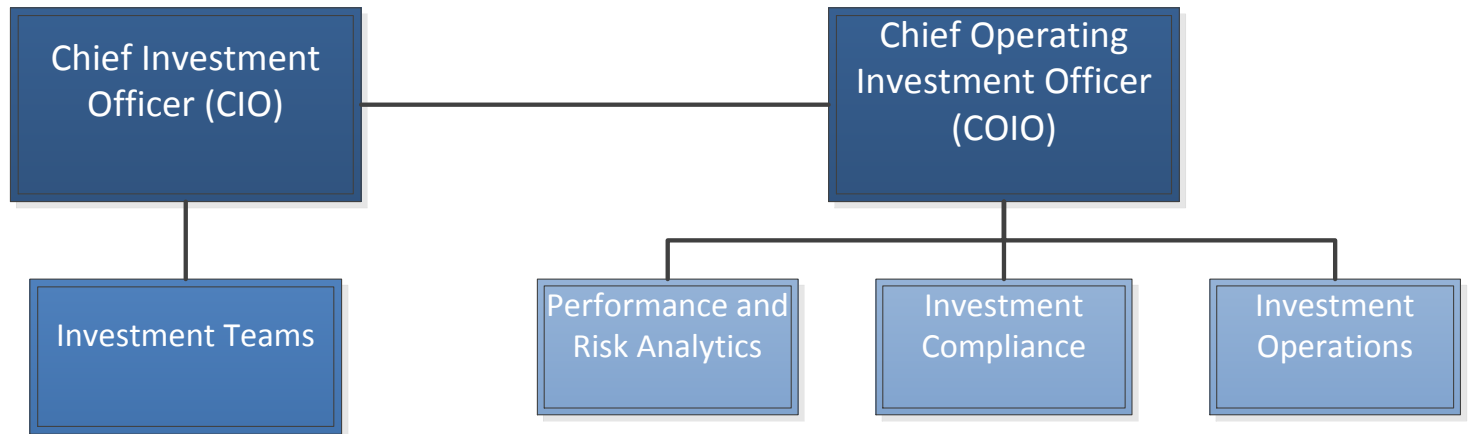 Chief Investment
Officer (CIO)
Chief Operating
Investment Officer
(COIO)
Investment Teams
Performance and
Risk Analytics
Investment
Compliance
Investment
Operations